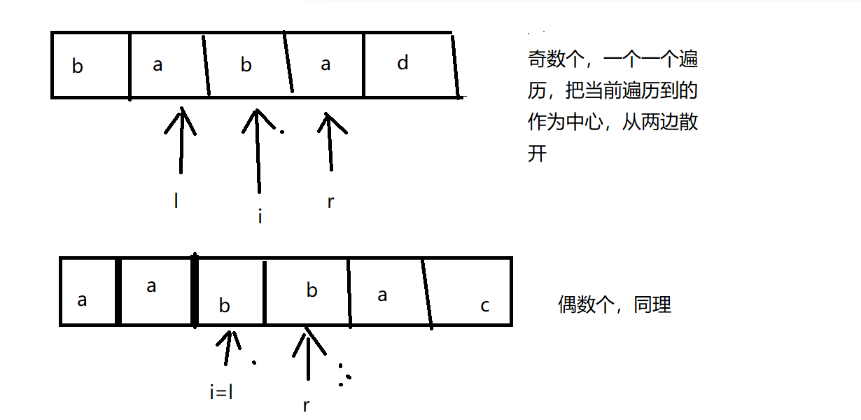 b a b a d
奇数个，一个一个遍
历，把当前遍历到的
作为中心，从两边散
开
l
i
r
a a b b a c
偶数个，同理
i=l
r